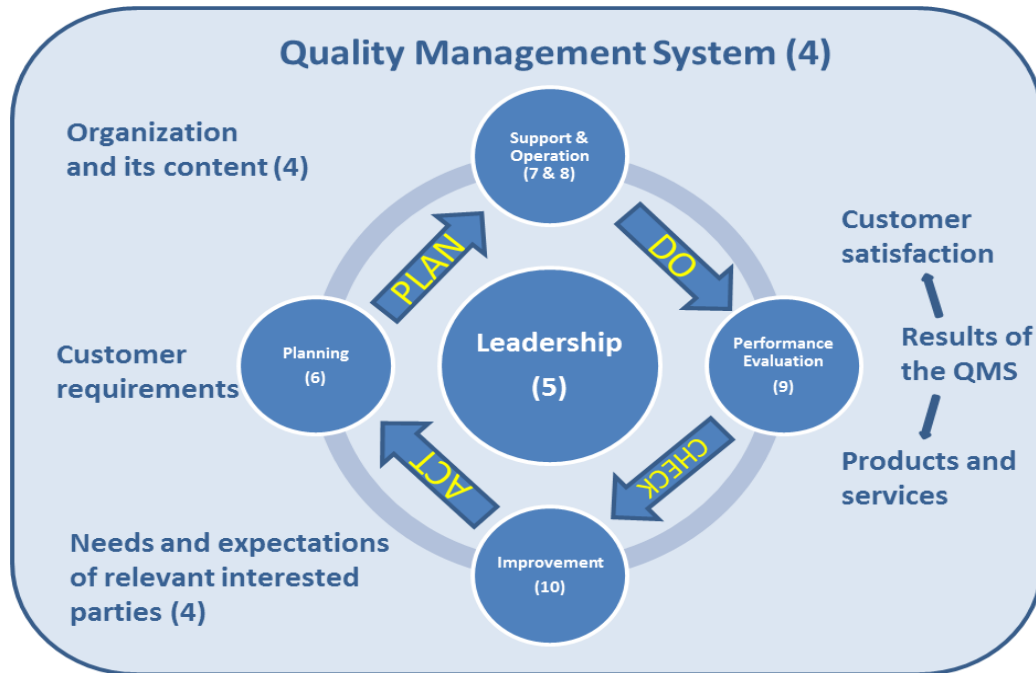 Quality Management System (4)
Organization
and its content (4)
Support &
Operation
(7 & 8)
PLAN
DO
Customer
satisfaction
Customer
requirements
Planning
(6)
Leadership
(5)
Performance
Evaluation
(9)
Results of
the QMS
ACT
CHECK
Products and
services
Needs and expectations
of relevant interested
parties (4)
Improvement
(10)